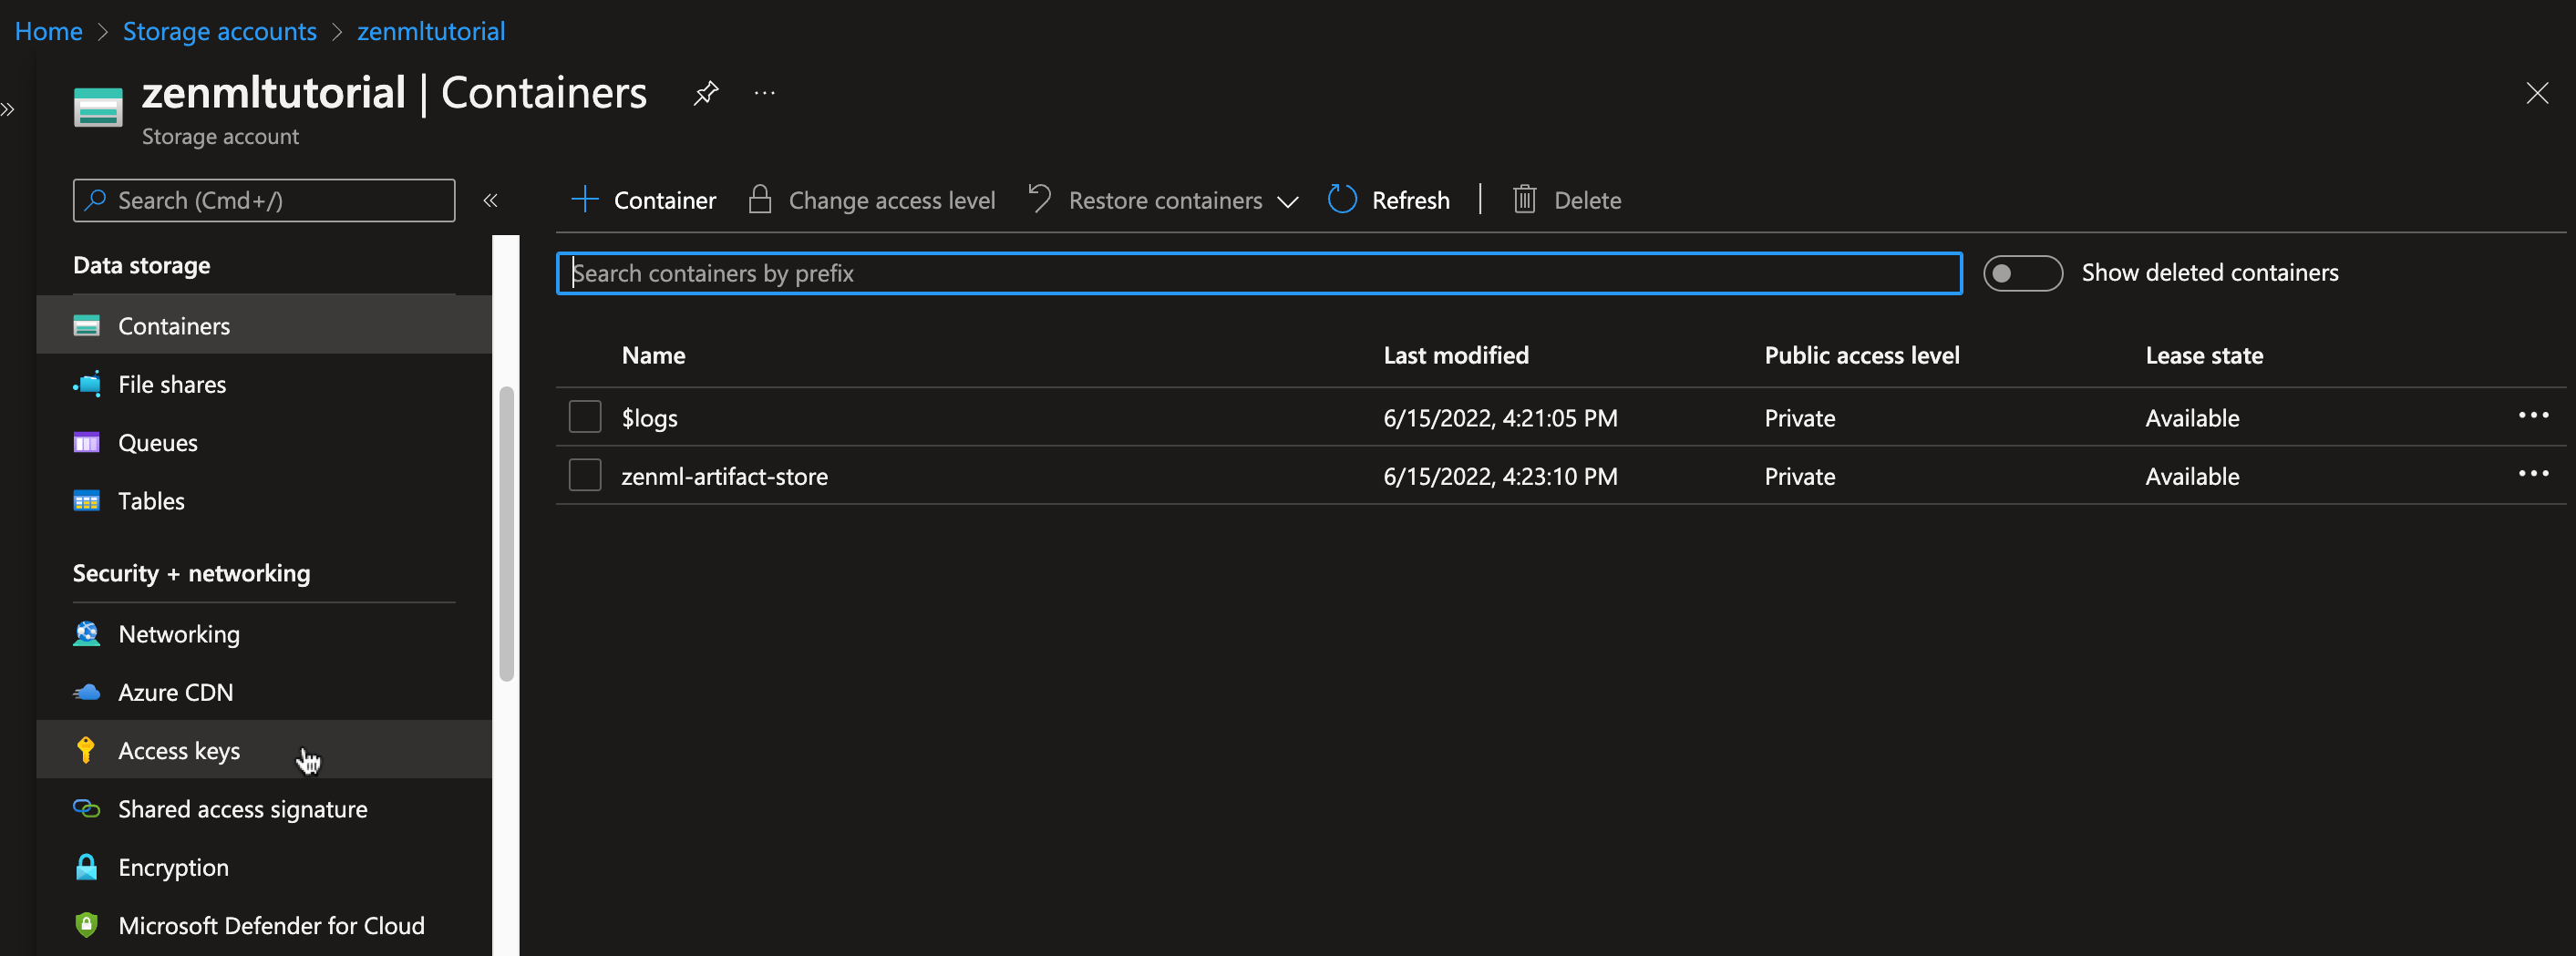 Home > Storage accounts > zenmltutorial
zenmltutorial | Containers
Storage account
Search (Cmd+/)
Container Change access level Restore containers Refresh Delete
Search containers by prefix
Show deleted containers
Data storage
Containers
File shares
Queues
Tables
Security + networking
Networking
Azure CDN
Access keys
Shared access signature
Encryption
Microsoft Defender for Cloud
Name Last modified Public access level Lease state
$logs 6/15/2022, 4:21:05 PM Private Available
zenml-artifact-store 6/15/2022, 4:23:10 PM Private Available